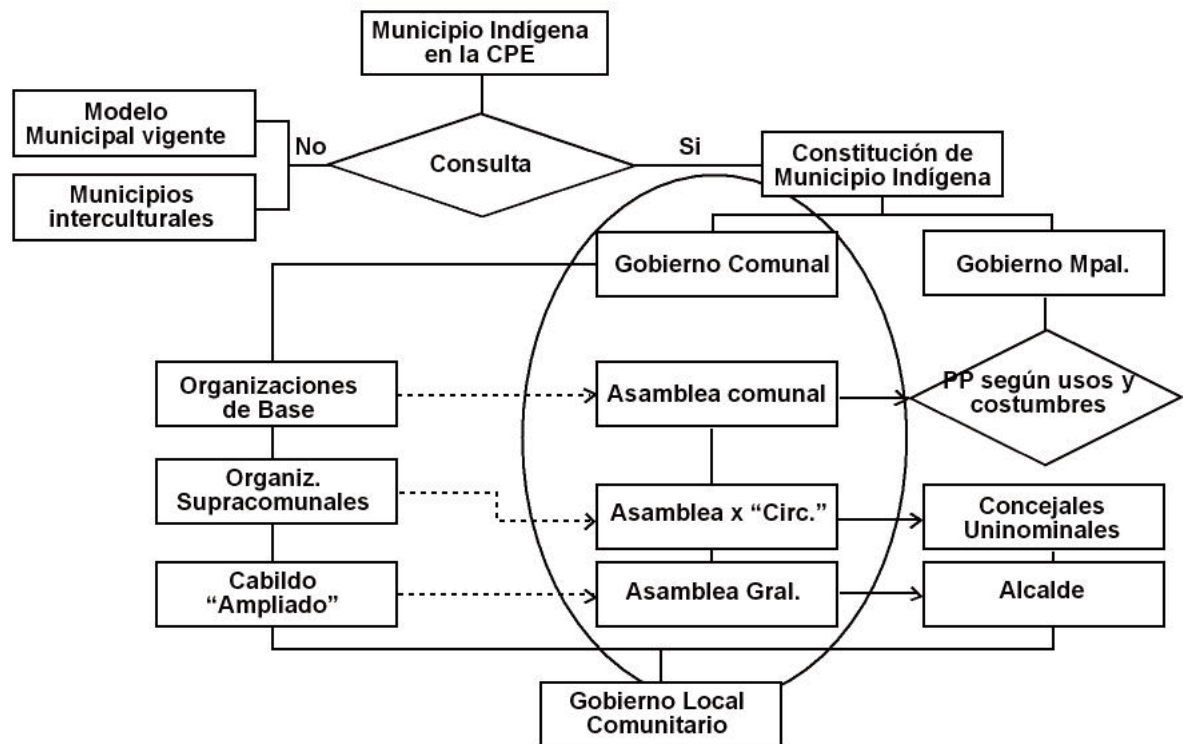 Municipio Indígena
en la CPE
Modelo
Municipal vigente
No
Consulta
Si
Constitución de
Municipio Indígena
Municipios
interculturales
Gobierno Comunal
Gobierno Mpal.
Organizaciones
de Base
Asamblea comunal
PP según usos y
costumbres
Organiz.
Supracomunales
Asamblea x “Circ.”
Concejales
Uninominales
Cabildo
“Ampliado”
Asamblea Gral.
Alcalde
Gobierno Local
Comunitario